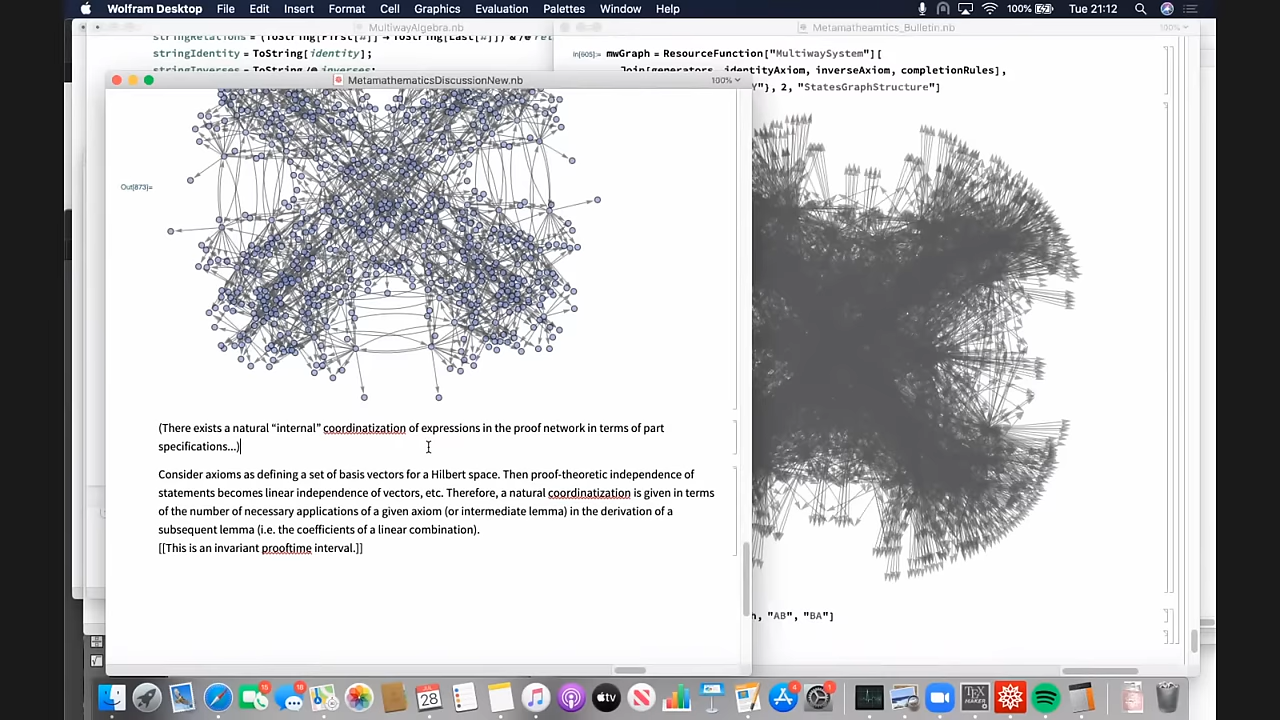 Wolfram Desktop File Edit Insert Format Cell Graphics Evaluation Palettes Window Help 100% Tue 21:12
MultiwayAlgebra.nb
Metamatheamtics_Bulletin.nb 100%
stringIdentity = ToString[identity];
In[605]:= mwGraph = ResourceFunction["MultiwaySystem"][
Join[generators, identityAxiom, inverseAxiom, completionRules],
"}, 2, "StatesGraphStructure"]
MetamathematicsDiscussionNew.nb 100%
Out[873]=
(There exists a natural “internal” coordinatization of expressions in the proof network in terms of part
specifications...)
Consider axioms as defining a set of basis vectors for a Hilbert space. Then proof-theoretic independence of
statements becomes linear independence of vectors, etc. Therefore, a natural coordinatization is given in terms
of the number of necessary applications of a given axiom (or intermediate lemma) in the derivation of a
subsequent lemma (i.e. the coefficients of a linear combination).
[[This is an invariant prooftime interval.]]
, "AB", "BA"]
28
tv
TEX
MAKER